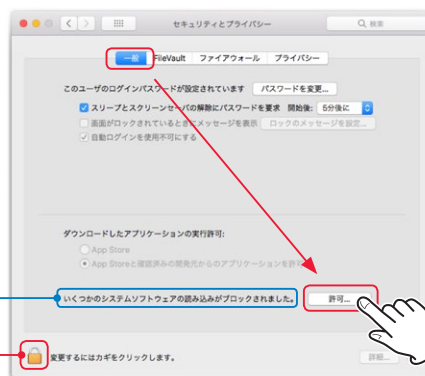 セキュリティとプライバシー
検索
一般 FileVault ファイアウォール プライバシー
このユーザのログインパスワードが設定されています パスワードを変更...
スリープとスクリーンセーバの解除にパスワードを要求 開始後: 5分後に
画面がロックされているときにメッセージを表示 ロックのメッセージを設定...
自動ログインを使用不可にする
ダウンロードしたアプリケーションの実行許可:
App Store
App Storeと確認済みの開発元からのアプリケーションを許可
いくつかのシステムソフトウェアの読み込みがブロックされました。 許可...
変更するにはカギをクリックします。
詳細...